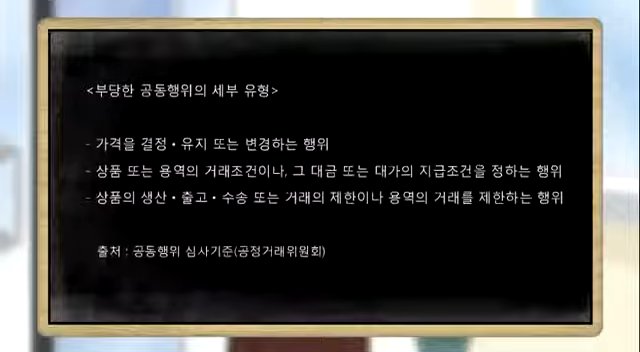 <부당한 공동행위의 세부 유형>
- 가격을 결정・유지 또는 변경하는 행위
- 상품 또는 용역의 거래조건이나, 그 대금 또는 대가의 지급조건을 정하는 행위
- 상품의 생산・출고・수송 또는 거래의 제한이나 용역의 거래를 제한하는 행위
출처 : 공동행위 심사기준(공정거래위원회)